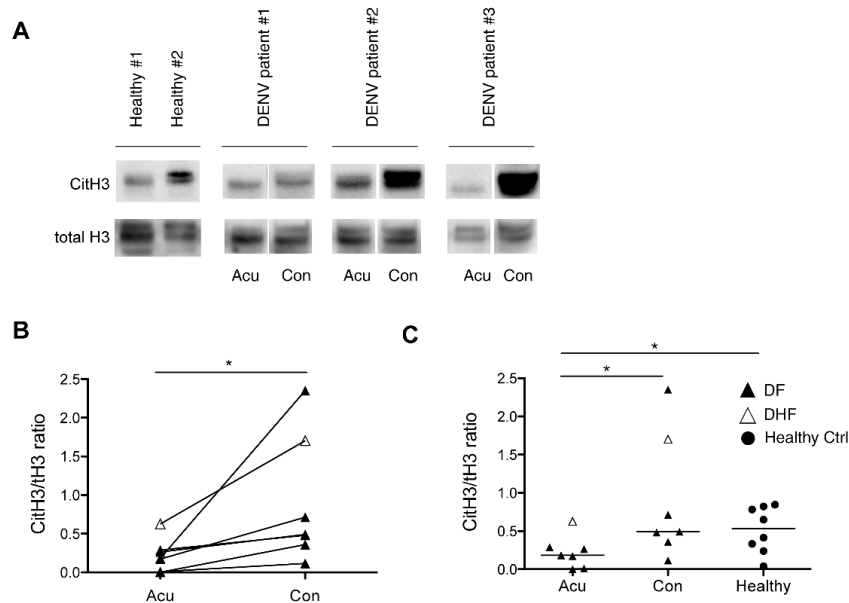 A
Healthy #1
Healthy #2
DENV patient #1
DENV patient #2
DENV patient #3
CitH3
total H3
Acu Con Acu Con Acu Con
B
*
CitH3/tH3 ratio
2.5
2.0
1.5
1.0
0.5
0.0
Acu Con
C
*
*
CitH3/tH3 ratio
2.5
2.0
1.5
1.0
0.5
0.0
DF
DHF
Healthy Ctrl
Acu Con Healthy